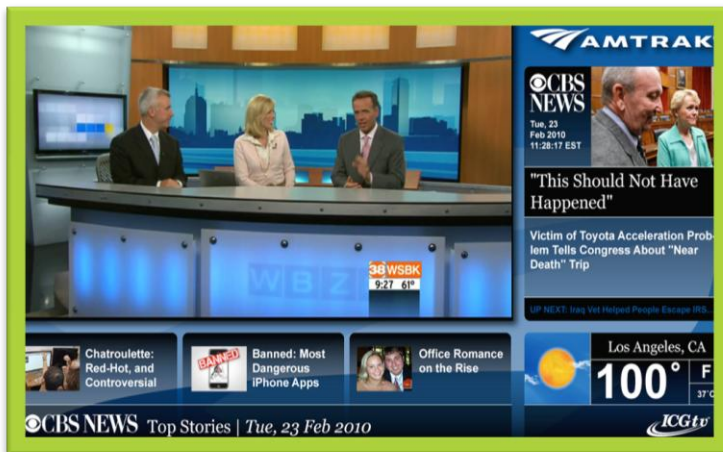 AMTRAK
CBS
NEWS
Tue, 23
Feb 2010
11:28:17 EST
"This Should Not Have
Happened"
Victim of Toyota Acceleration Prob-
lem Tells Congress About "Near
Death" Trip
UP NEXT: Iraq Vet Helped People Escape IRS...
WBZ
38 WSBK
9:27 61º
Chatroulette:
Red-Hot, and
Controversial
BANNED
Banned: Most
Dangerous
iPhone Apps
Office Romance
on the Rise
Los Angeles, CA
100° F
37°C
CBS NEWS Top Stories | Tue, 23 Feb 2010
ICGtv